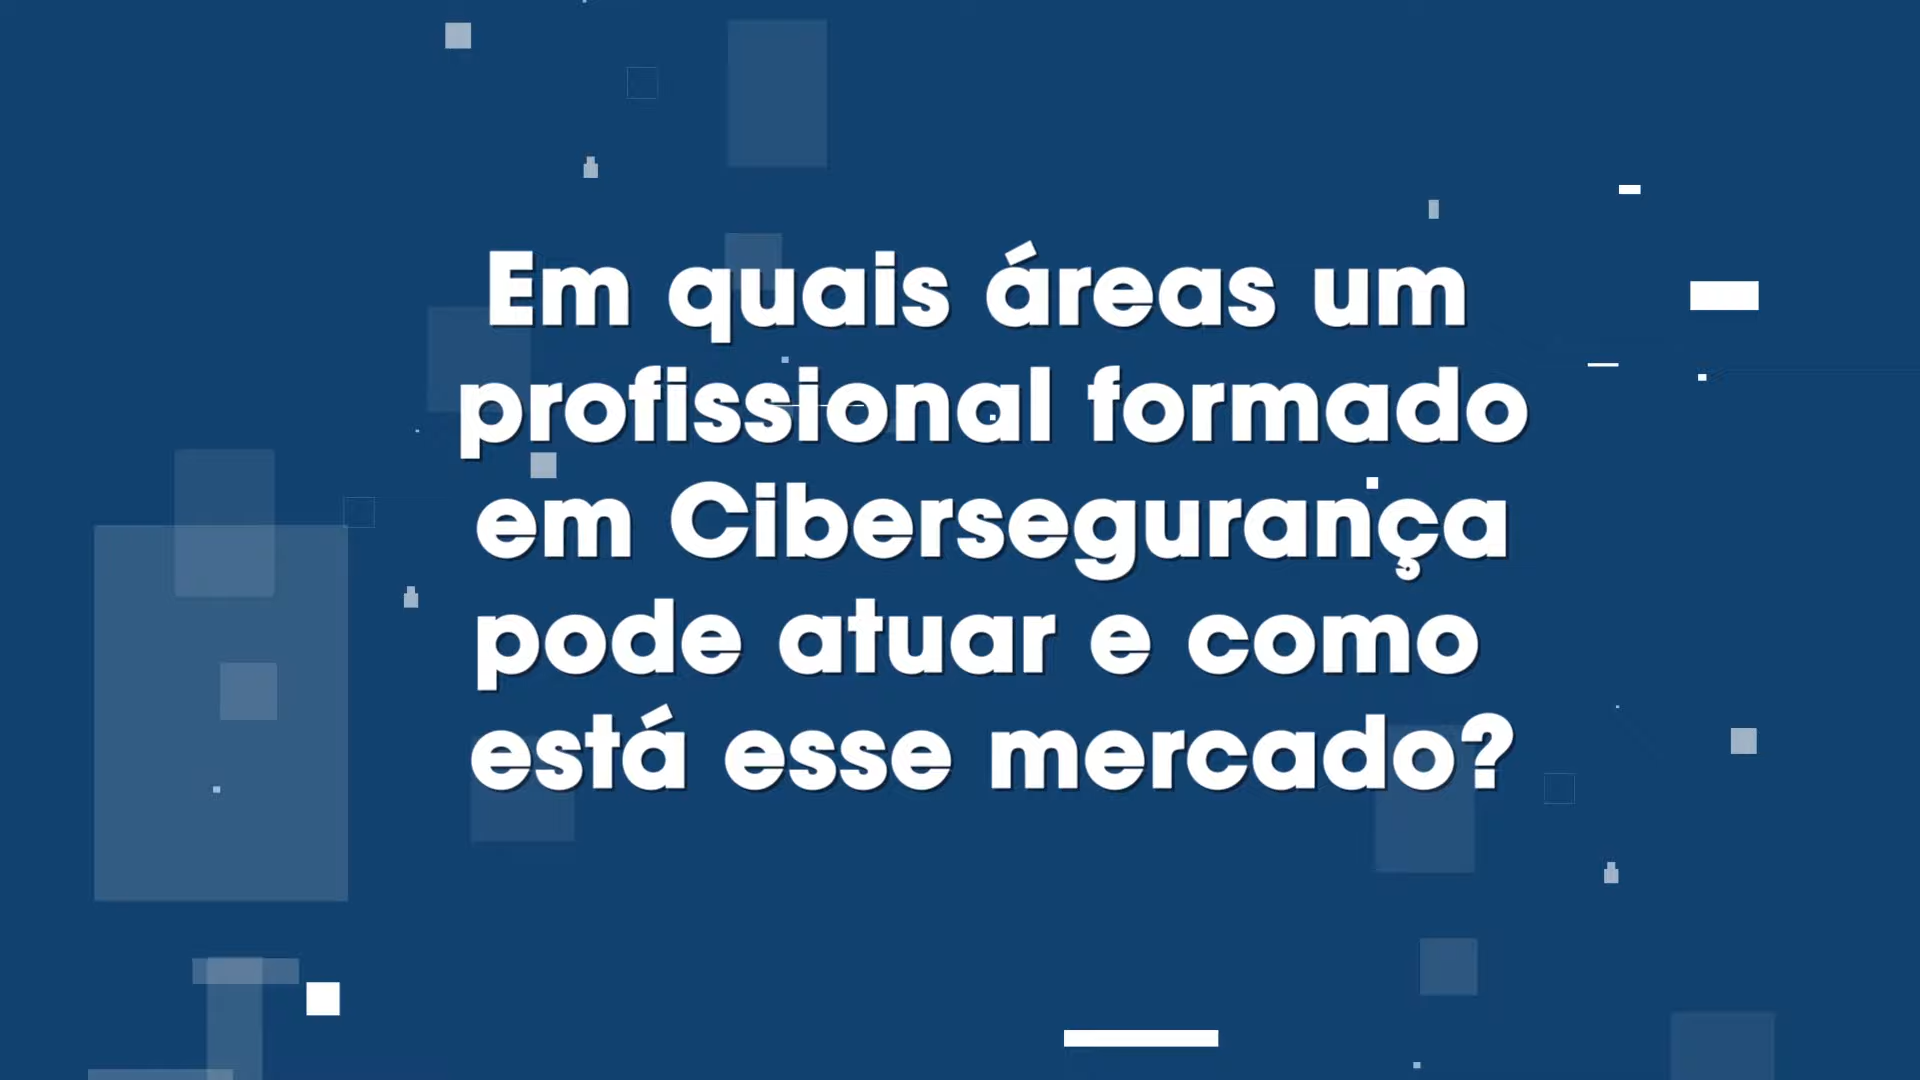 Em quais áreas um
profissional formado
em Cibersegurança
pode atuar e como
está esse mercado?